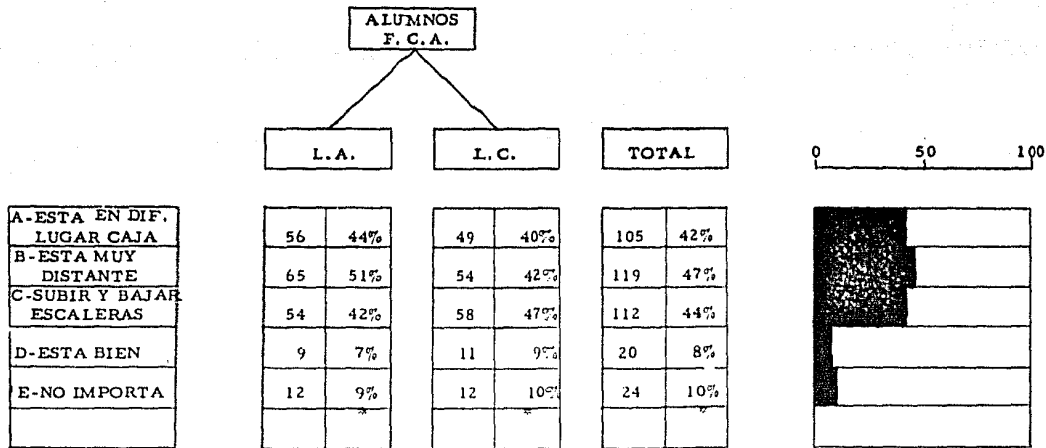 ALUMNOS
F. C. A.
L. A.
L. C.
TOTAL
0 50 100
A-ESTA EN DIF.
LUGAR CAJA 56 44% 49 40% 105 42%
B-ESTA MUY
DISTANTE 65 51% 54 42% 119 47%
C-SUBIR Y BAJAR
ESCALERAS 54 42% 58 47% 112 44%
D-ESTA BIEN 9 7% 11 9% 20 8%
E-NO IMPORTA 12 9% 12 10% 24 10%
* * *